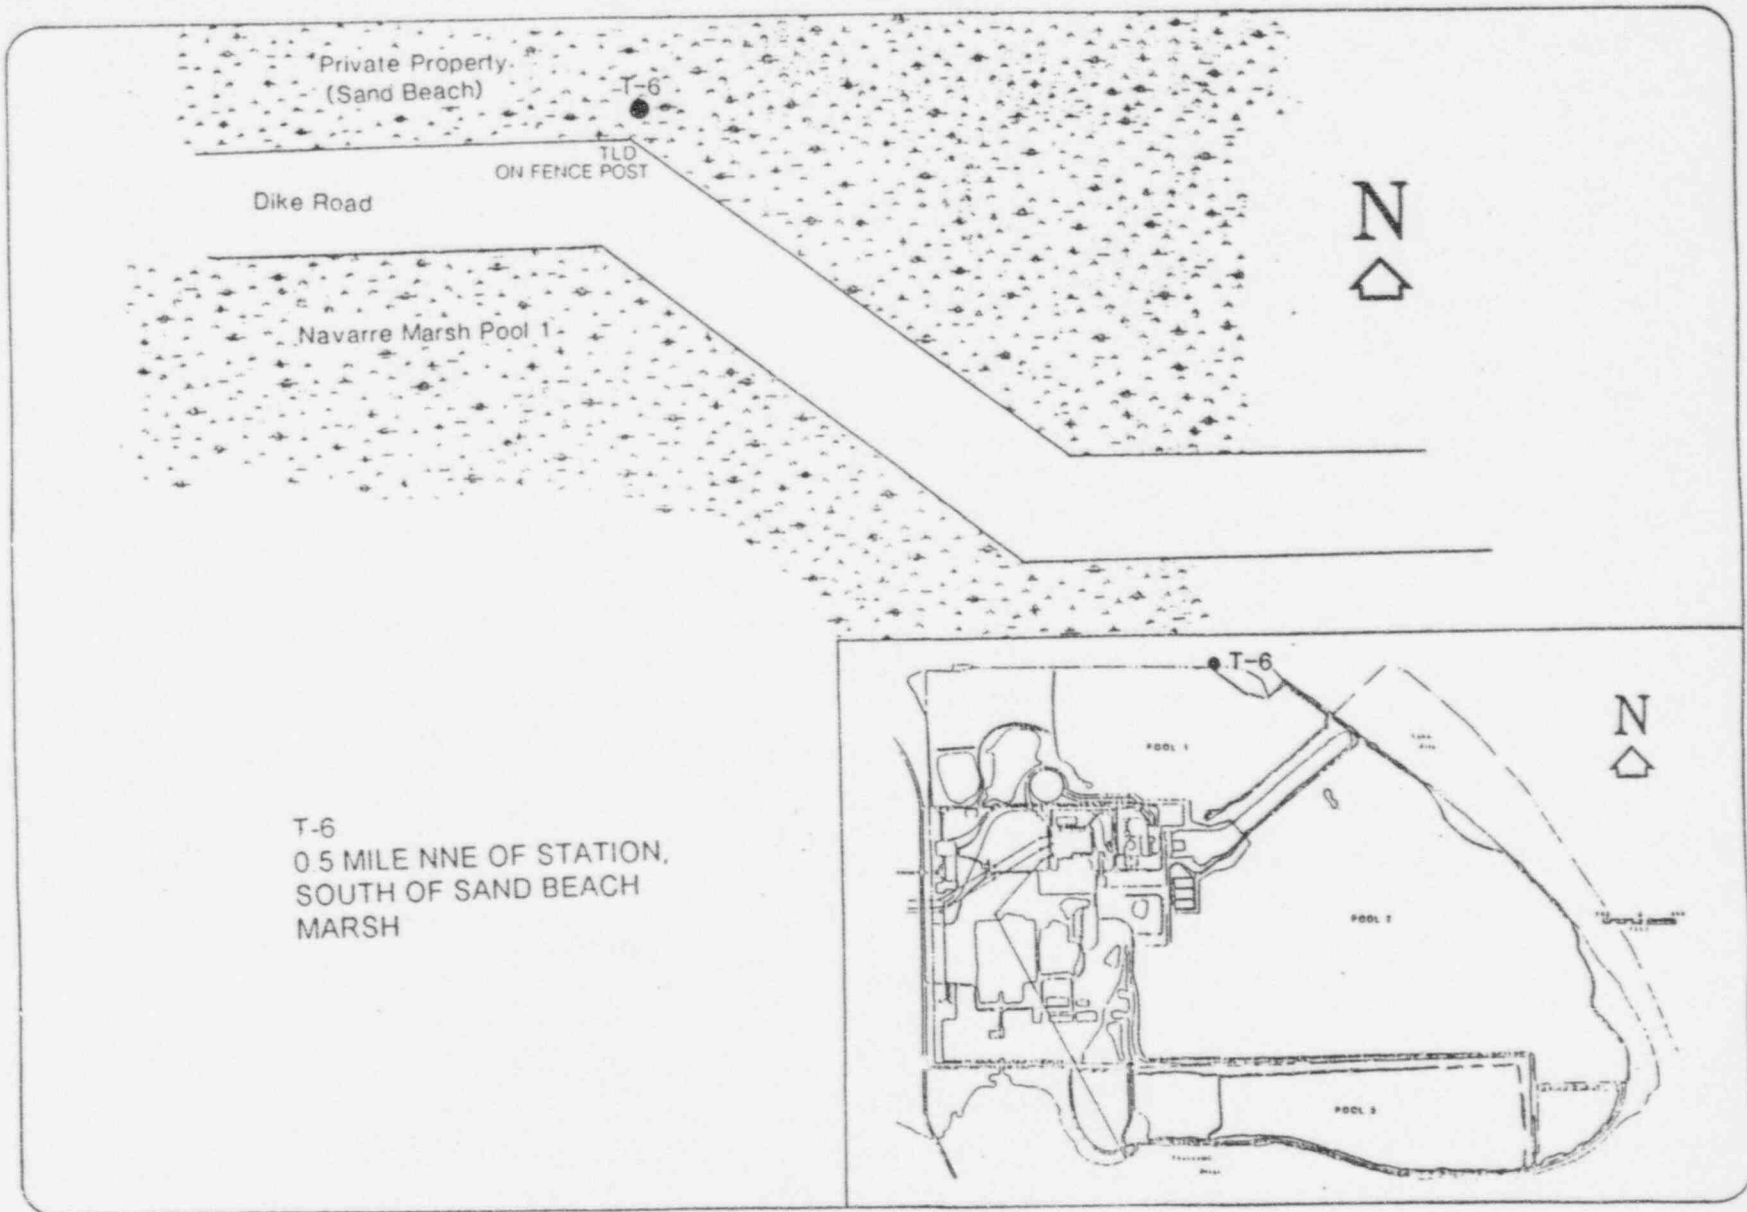 Private Property
(Sand Beach)
T-6
TLD
ON FENCE POST
Dike Road
N
Navarre Marsh Pool 1
T-6
0.5 MILE NNE OF STATION,
SOUTH OF SAND BEACH
MARSH
T-6
N
POOL 1
POOL 2
POOL 3